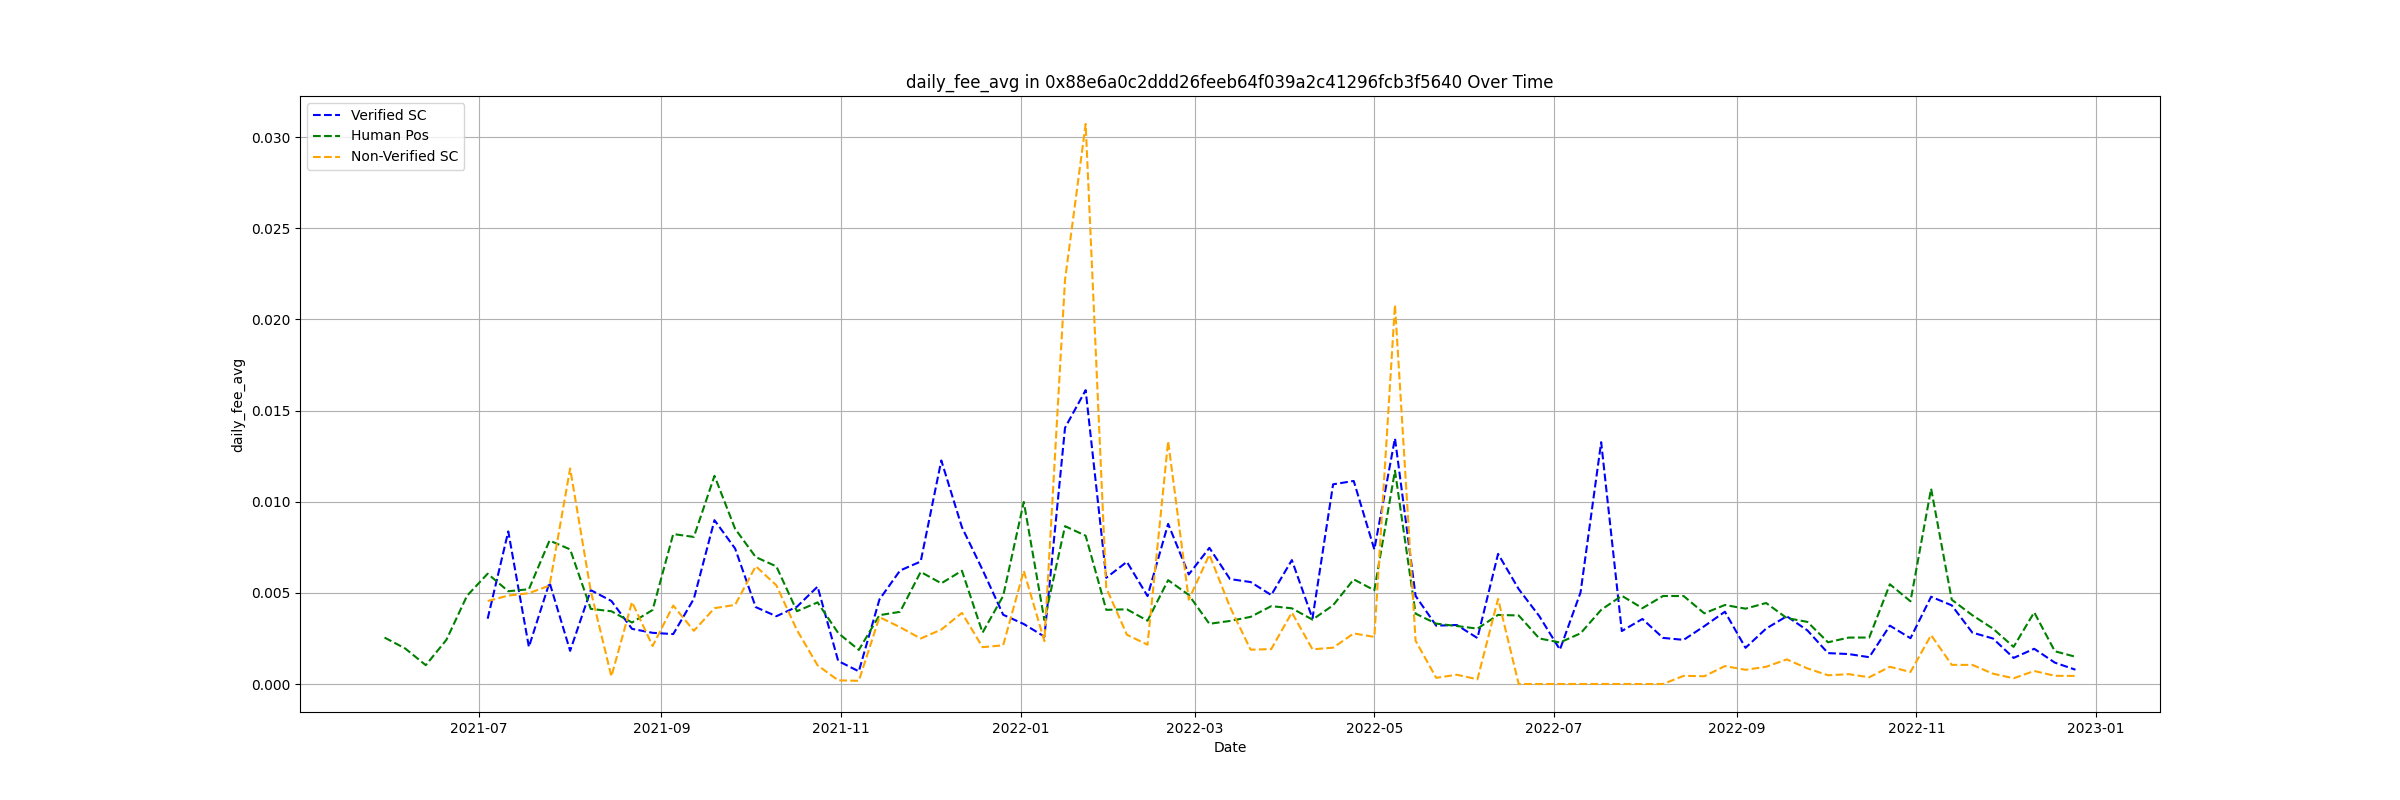 daily_fee_avg in 0x88e6a0c2ddd26feeb64f039a2c41296fcb3f5640 Over Time
Verified SC
Human Pos
Non-Verified SC
daily_fee_avg
0.030
0.025
0.020
0.015
0.010
0.005
0.000
2021-07 2021-09 2021-11 2022-01 2022-03 2022-05 2022-07 2022-09 2022-11 2023-01
Date